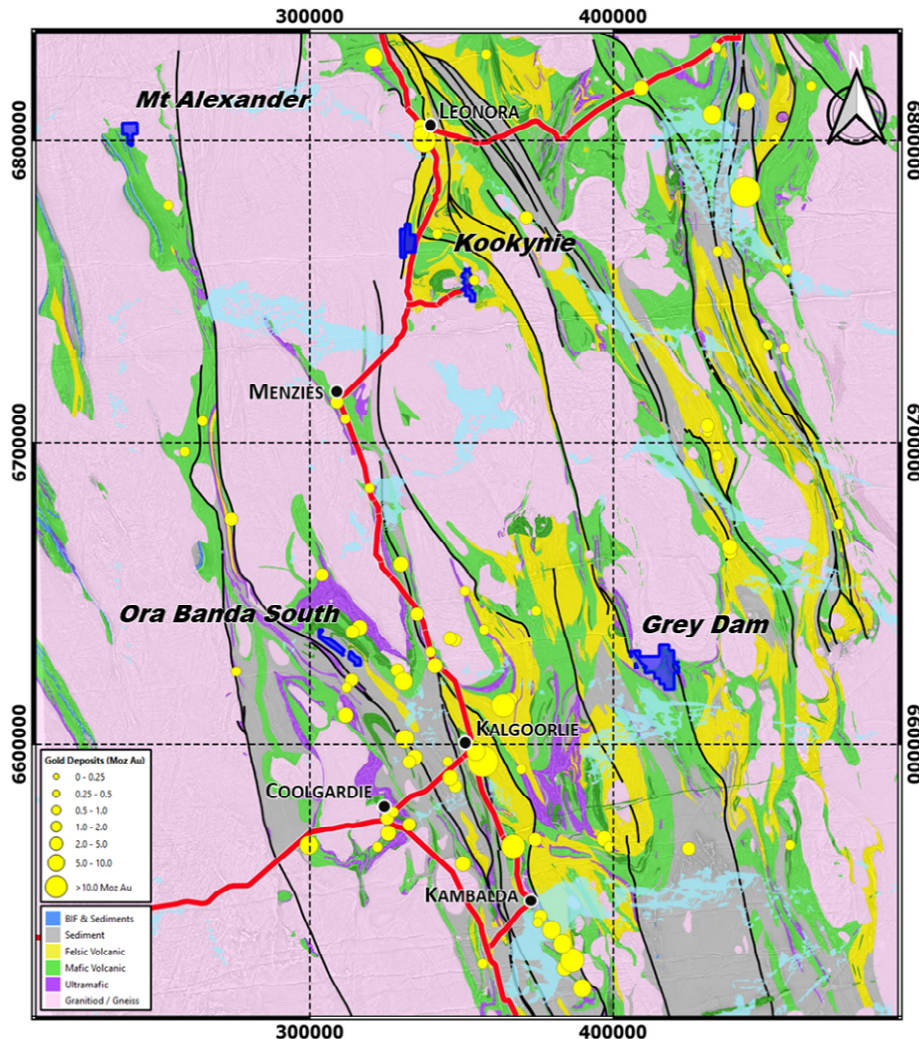 300000 400000
Mt Alexander
N
LEONORA
6800000 6800000
Kookynie
MENZIES
6700000 6700000
Ora Banda South
Grey Dam
KALGOORLIE
6600000 6600000
Gold Deposits (Moz Au)
0 - 0.25
0.25 - 0.5
0.5 - 1.0
1.0 - 2.0
2.0 - 5.0
5.0 - 10.0
>10.0 Moz Au
COOLGARDIE
KAMBALDA
BIF & Sediments
Sediment
Felsic Volcanic
Mafic Volcanic
Ultramafic
Granitiod / Gneiss
300000 400000